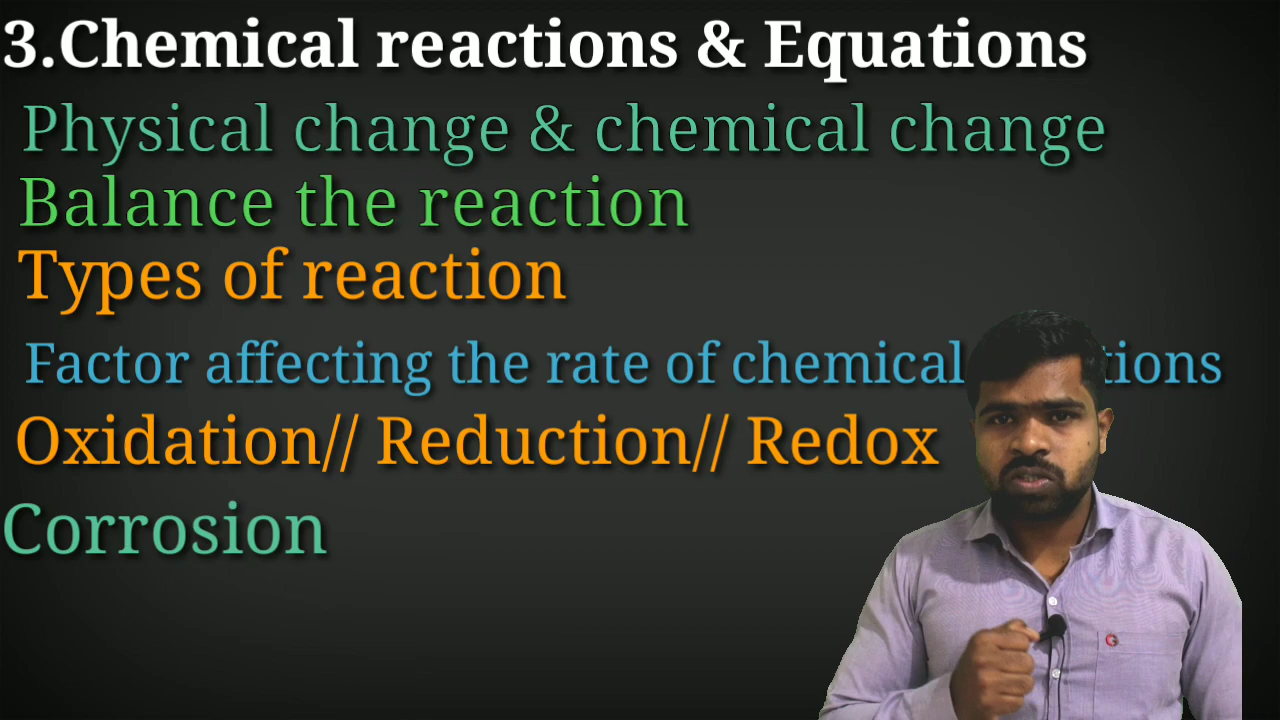 3.Chemical reactions & Equations
Physical change & chemical change
Balance the reaction
Types of reaction
Factor affecting the rate of chemical
Oxidation// Reduction// Redox
Corrosion